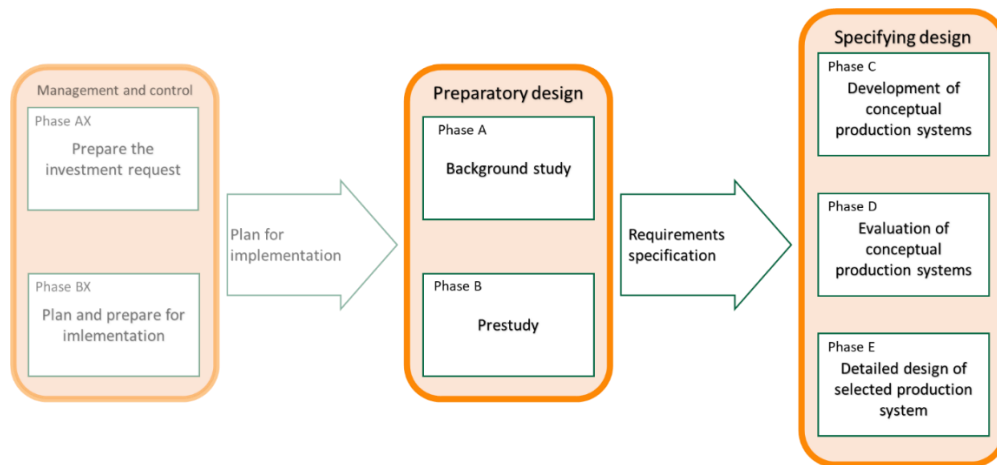 Management and control
Phase AX
Prepare the
investment request
Phase BX
Plan and prepare for
imlementation
Plan for
implementation
Preparatory design
Phase A
Background study
Phase B
Prestudy
Requirements
specification
Specifying design
Phase C
Development of
conceptual
production systems
Phase D
Evaluation of
conceptual
production systems
Phase E
Detailed design of
selected production
system